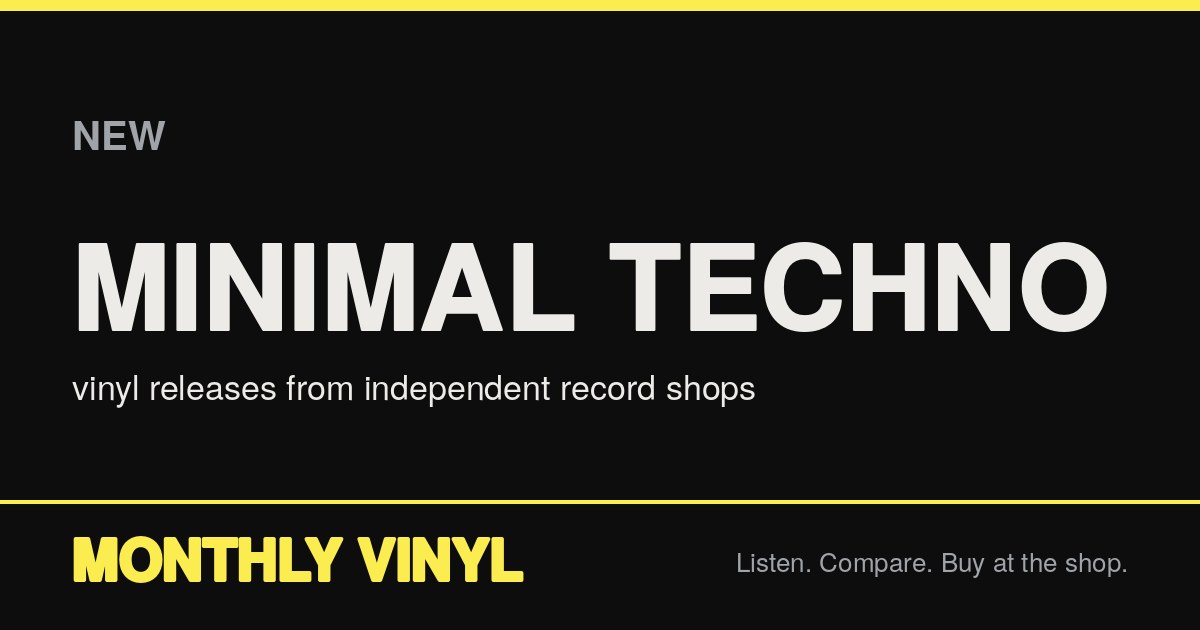 NEW
MINIMAL TECHNO
vinyl releases from independent record shops
MONTHLY VINYL
Listen. Compare. Buy at the shop.